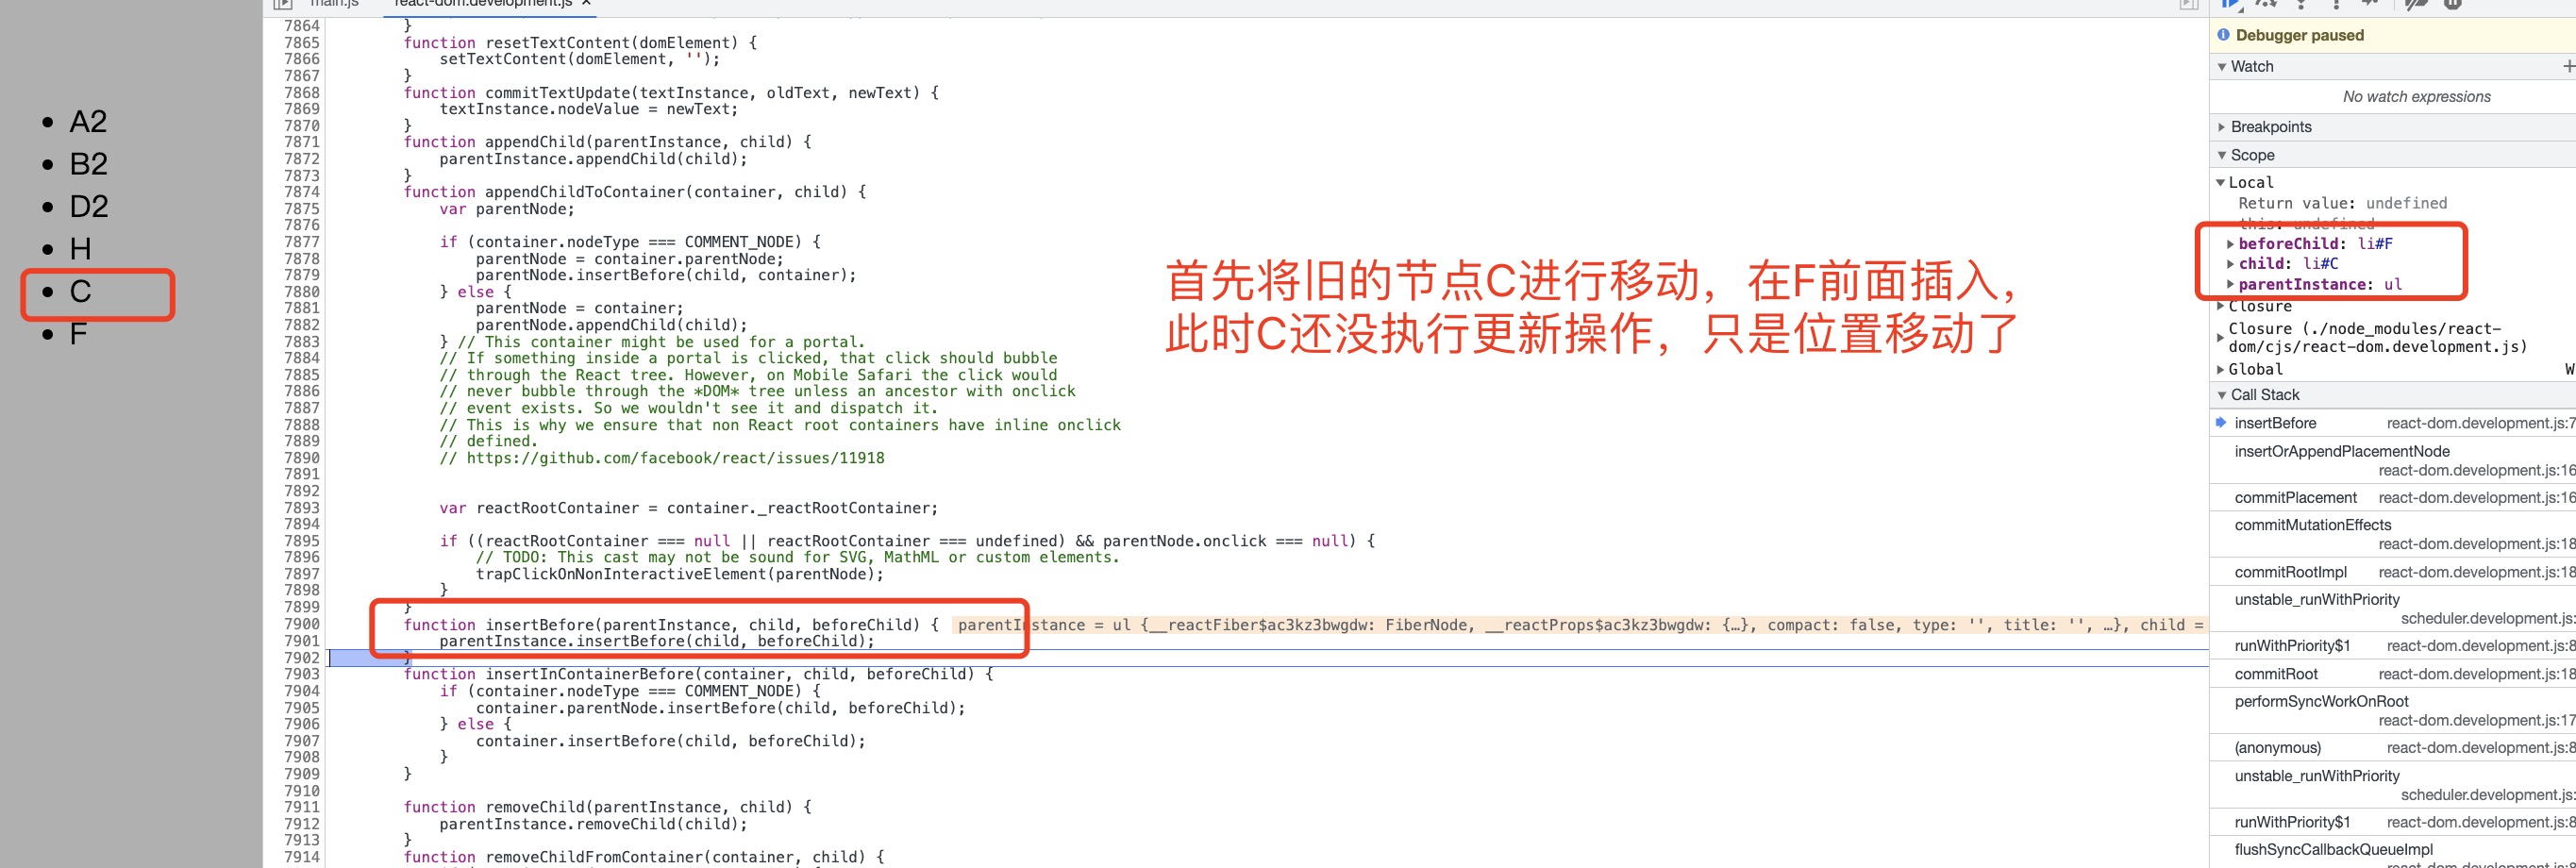 main.js
react-dom.development.js ×
A2
B2
D2
H
C
F
7864 }
7865 function resetTextContent(domElement) {
7866 setTextContent(domElement, '');
7867 }
7868 function commitTextUpdate(textInstance, oldText, newText) {
7869 textInstance.nodeValue = newText;
7870 }
7871 function appendChild(parentInstance, child) {
7872 parentInstance.appendChild(child);
7873 }
7874 function appendChildToContainer(container, child) {
7875 var parentNode;
7876
7877 if (container.nodeType === COMMENT_NODE) {
7878 parentNode = container.parentNode;
7879 parentNode.insertBefore(child, container);
7880 } else {
7881 parentNode = container;
7882 parentNode.appendChild(child);
7883 } // This container might be used for a portal.
7884 // If something inside a portal is clicked, that click should bubble
7885 // through the React tree. However, on Mobile Safari the click would
7886 // never bubble through the *DOM* tree unless an ancestor with onclick
7887 // event exists. So we wouldn't see it and dispatch it.
7888 // This is why we ensure that non React root containers have inline onclick
7889 // defined.
7890 // https://github.com/facebook/react/issues/11918
7891
7892
7893 var reactRootContainer = container._reactRootContainer;
7894
7895 if ((reactRootContainer === null || reactRootContainer === undefined) && parentNode.onclick === null) {
7896 // TODO: This cast may not be sound for SVG, MathML or custom elements.
7897 trapClickOnNonInteractiveElement(parentNode);
7898 }
7899 }
7900 function insertBefore(parentInstance, child, beforeChild) { parentInstance = ul {__reactFiber$ac3kz3bwgdw: FiberNode, __reactProps$ac3kz3bwgdw: {…}, compact: false, type: '', title: '', …}, child =
7901 parentInstance.insertBefore(child, beforeChild);
7902 }
7903 function insertInContainerBefore(container, child, beforeChild) {
7904 if (container.nodeType === COMMENT_NODE) {
7905 container.parentNode.insertBefore(child, beforeChild);
7906 } else {
7907 container.insertBefore(child, beforeChild);
7908 }
7909 }
7910
7911 function removeChild(parentInstance, child) {
7912 parentInstance.removeChild(child);
7913 }
7914 function removeChildFromContainer(container, child) {
首先将旧的节点C进行移动，在F前面插入，
此时C还没执行更新操作，只是位置移动了
Debugger paused
Watch
No watch expressions
Breakpoints
Scope
Local
Return value: undefined
this: undefined
beforeChild: li#F
child: li#C
parentInstance: ul
Closure
Closure (./node_modules/react-
dom/cjs/react-dom.development.js)
Global W
Call Stack
insertBefore react-dom.development.js:7
insertOrAppendPlacementNode
react-dom.development.js:16
commitPlacement react-dom.development.js:16
commitMutationEffects
react-dom.development.js:18
commitRootImpl react-dom.development.js:18
unstable_runWithPriority
scheduler.development.js:
runWithPriority$1 react-dom.development.js:8
commitRoot react-dom.development.js:18
performSyncWorkOnRoot
react-dom.development.js:17
(anonymous) react-dom.development.js:8
unstable_runWithPriority
scheduler.development.js:
runWithPriority$1 react-dom.development.js:8
flushSyncCallbackQueueImpl